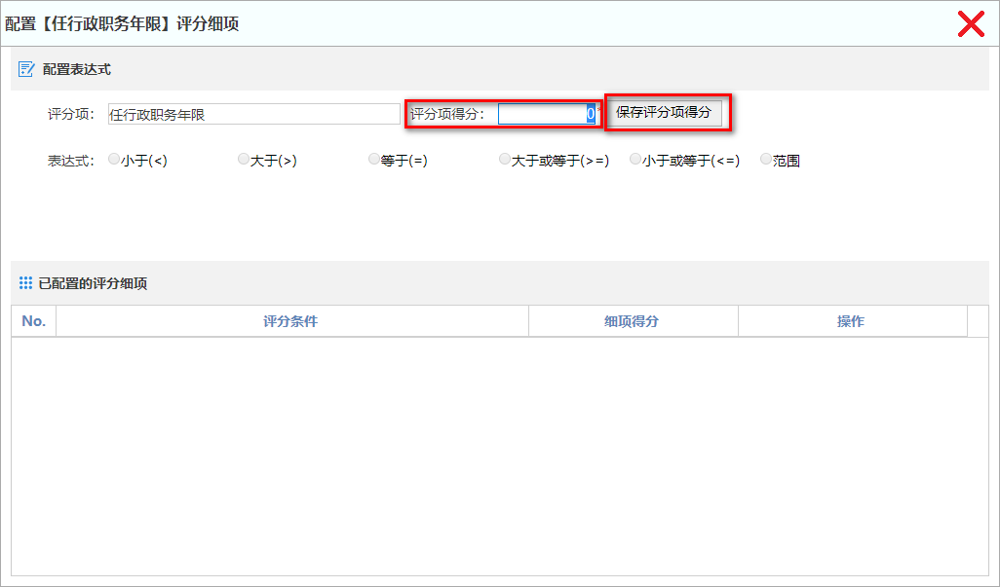 配置【任行政职务年限】评分细项
配置表达式
评分项： 任行政职务年限 评分项得分： 0 保存评分项得分
表达式： 小于(<) 大于(>) 等于(=) 大于或等于(>=) 小于或等于(<=) 范围
已配置的评分细项
No. 评分条件 细项得分 操作